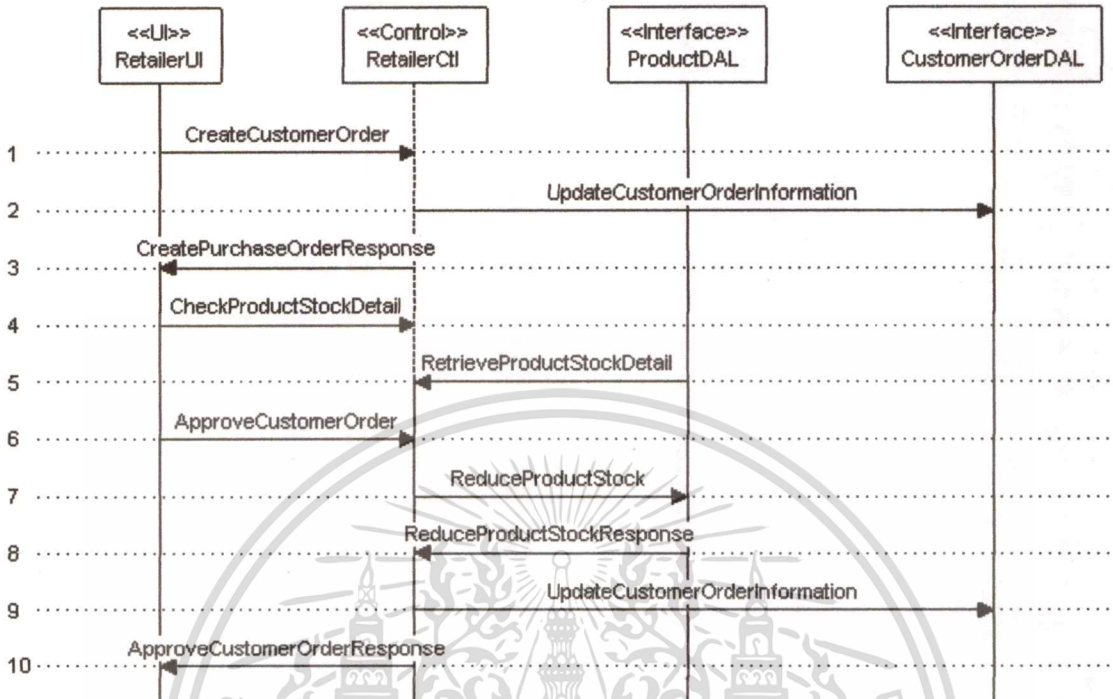 <<UI>>
RetailerUI
<<Control>>
RetailerCtl
<<Interface>>
ProductDAL
<<Interface>>
CustomerOrderDAL
1
CreateCustomerOrder
2
UpdateCustomerOrderInformation
3
CreatePurchaseOrderResponse
4
CheckProductStockDetail
5
RetrieveProductStockDetail
6
ApproveCustomerOrder
7
ReduceProductStock
8
ReduceProductStockResponse
9
UpdateCustomerOrderInformation
10
ApproveCustomerOrderResponse